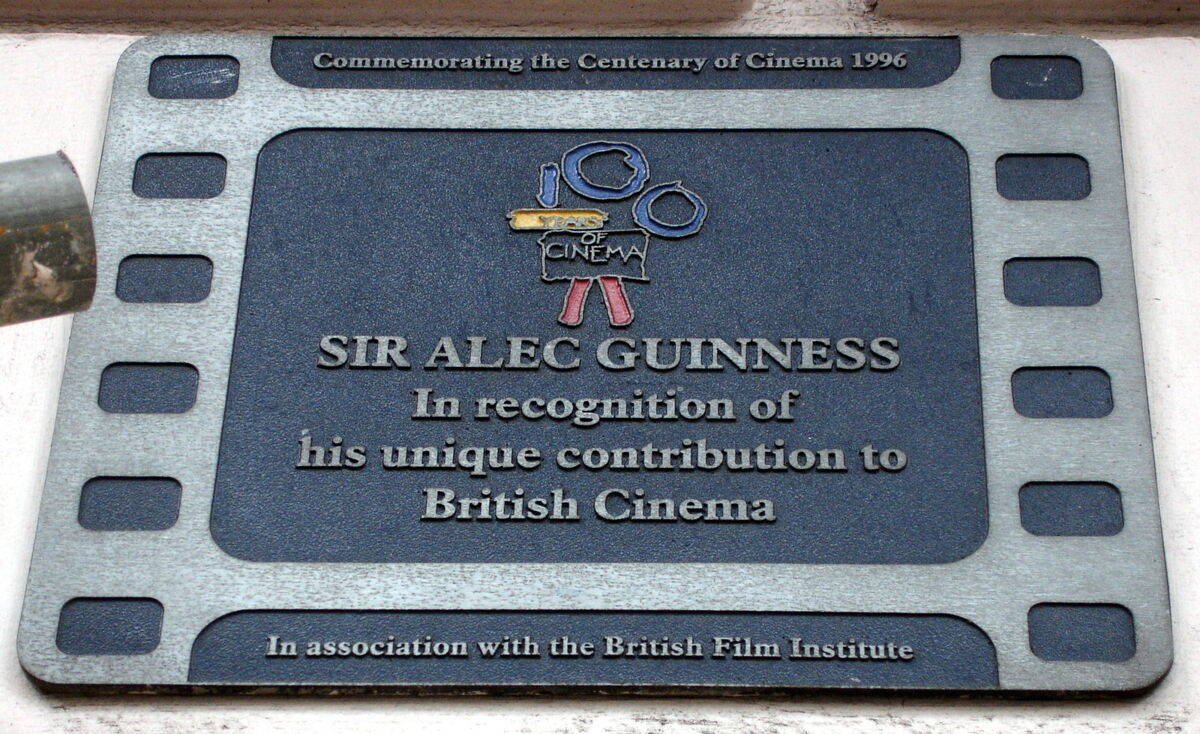 Commemorating the Centenary of Cinema 1996
100
YEARS
OF
CINEMA
SIR ALEC GUINNESS
In recognition of
his unique contribution to
British Cinema
In association with the British Film Institute